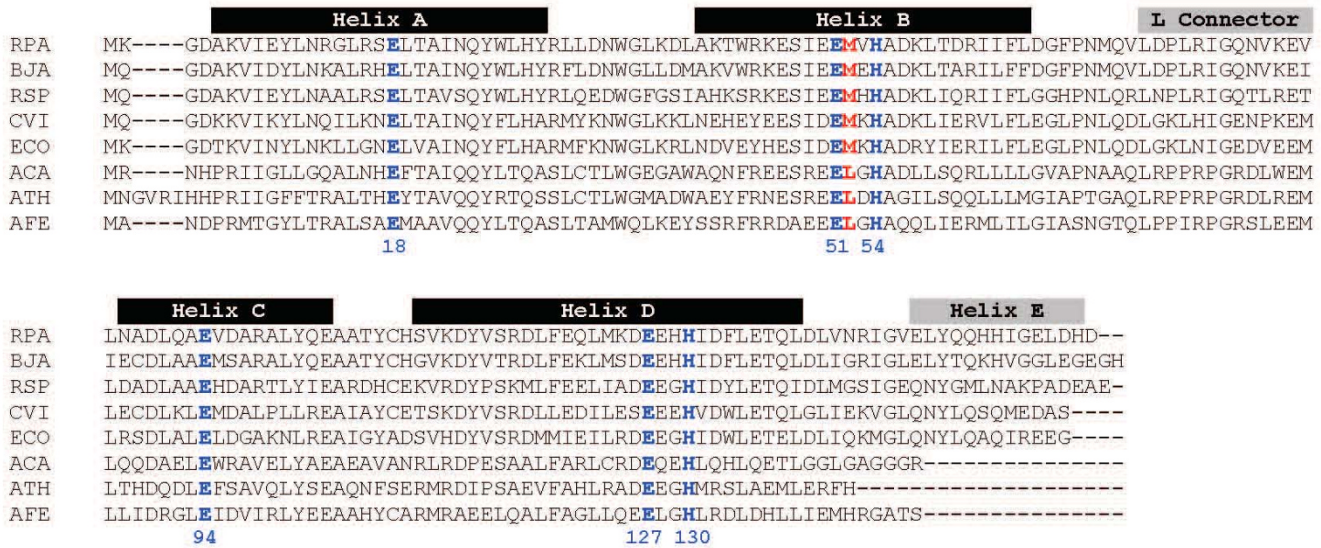 Helix A Helix B L Connector
RPA MK----GDAKVIEYLNRGLRSELTAINQYWLHYRLLDNWGLKDLAKTWRKESIEEMVHADKLTDRIIFLDGFPNMQVLDPLRIGQNVKEV
BJA MQ----GDAKVIDYLNKALRHELTAINQYWLHYRFLDNWGLLDMAKVWRKESIEEMEHADKLTARILFFDGFPNMQVLDPLRIGQNVKEI
RSP MQ----GDAKVIEYLNAALRSELTAVSQYWLHYRLQEDWGFGSIAHKSRKESIEEMHHADKLIQRIIFLGGHPNLQRLNPLRIGQTLRET
CVI MQ----GDKKVIKYLNQILKNELTAINQYFLHARMYKNWGLKKLNEHEYEESIDEMKHADKLIERVLFLEGLPNLQDLGKLHIGENPKEM
ECO MK----GDTKVINYLNKLLGNELVAINQYFLHARMFKNWGLKRLNDVEYHESIDEMKHADRYIERILFLEGLPNLQDLGKLNIGEDVEEM
ACA MR----NHPRIIGLLGQALNHEFTAIQQYLTQASLCTLWGEGAWAQNFREESREELGHADLLSQRLLLLGVAPNAAQLRPPRPGRDLWEM
ATH MNGVRIHHPRIIGFFTRALTHEYTAVQQYRTQSSLCTLWGMADWAEYFRNESREELDHAGILSQQLLLMGIAPTGAQLRPPRPGRDLREM
AFE MA----NDPRMTGYLTRALSAEMAAVQQYLTQASLTAMWQLKEYSSRFRRDAEEELGHAQQLIERMLILGIASNGTQLPPIRPGRSLEEM
18 51 54
Helix C Helix D Helix E
RPA LNADLQAEVDARALYQEAATYCHSVKDYVSRDLFEQLMKDEEHHIDFLETQLDLVNRIGVELYQQHHIGELDHD--
BJA IECDLAAEMSARALYQEAATYCHGVKDYVTRDLFEKLMSDEEHHIDFLETQLDLIGRIGLELYTQKHVGGLEGEGH
RSP LDADLAAEHDARTLYIEARDHCEKVRDYPSKMLFEELIADEEGHIDYLETQIDLMGSIGEQNYGMLNAKPADEAE-
CVI LECDLKLEMDALPLLREAIAYCETSKDYVSRDLLEDILESEEEHVDWLETQLGLIEKVGLQNYLQSQMEDAS----
ECO LRSDLALELDGAKNLREAIGYADSVHDYVSRDMMIEILRDEEGHIDWLETELDLIQKMGLQNYLQAQIREEG----
ACA LQQDAELEWRAVELYAEAEAVANRLRDPESAALFARLCRDEQEHLQHLQETLGGLGAGGGR---------------
ATH LTHDQDLEFSAVQLYSEAQNFSERMRDIPSAEVFAHLRADEEGHMRSLAEMLERFH--------------------
AFE LLIDRGLEIDVIRLYEEAAHYCARMRAEELQALFAGLLQEELGHLRDLDHLLIEMHRGATS---------------
94 127 130